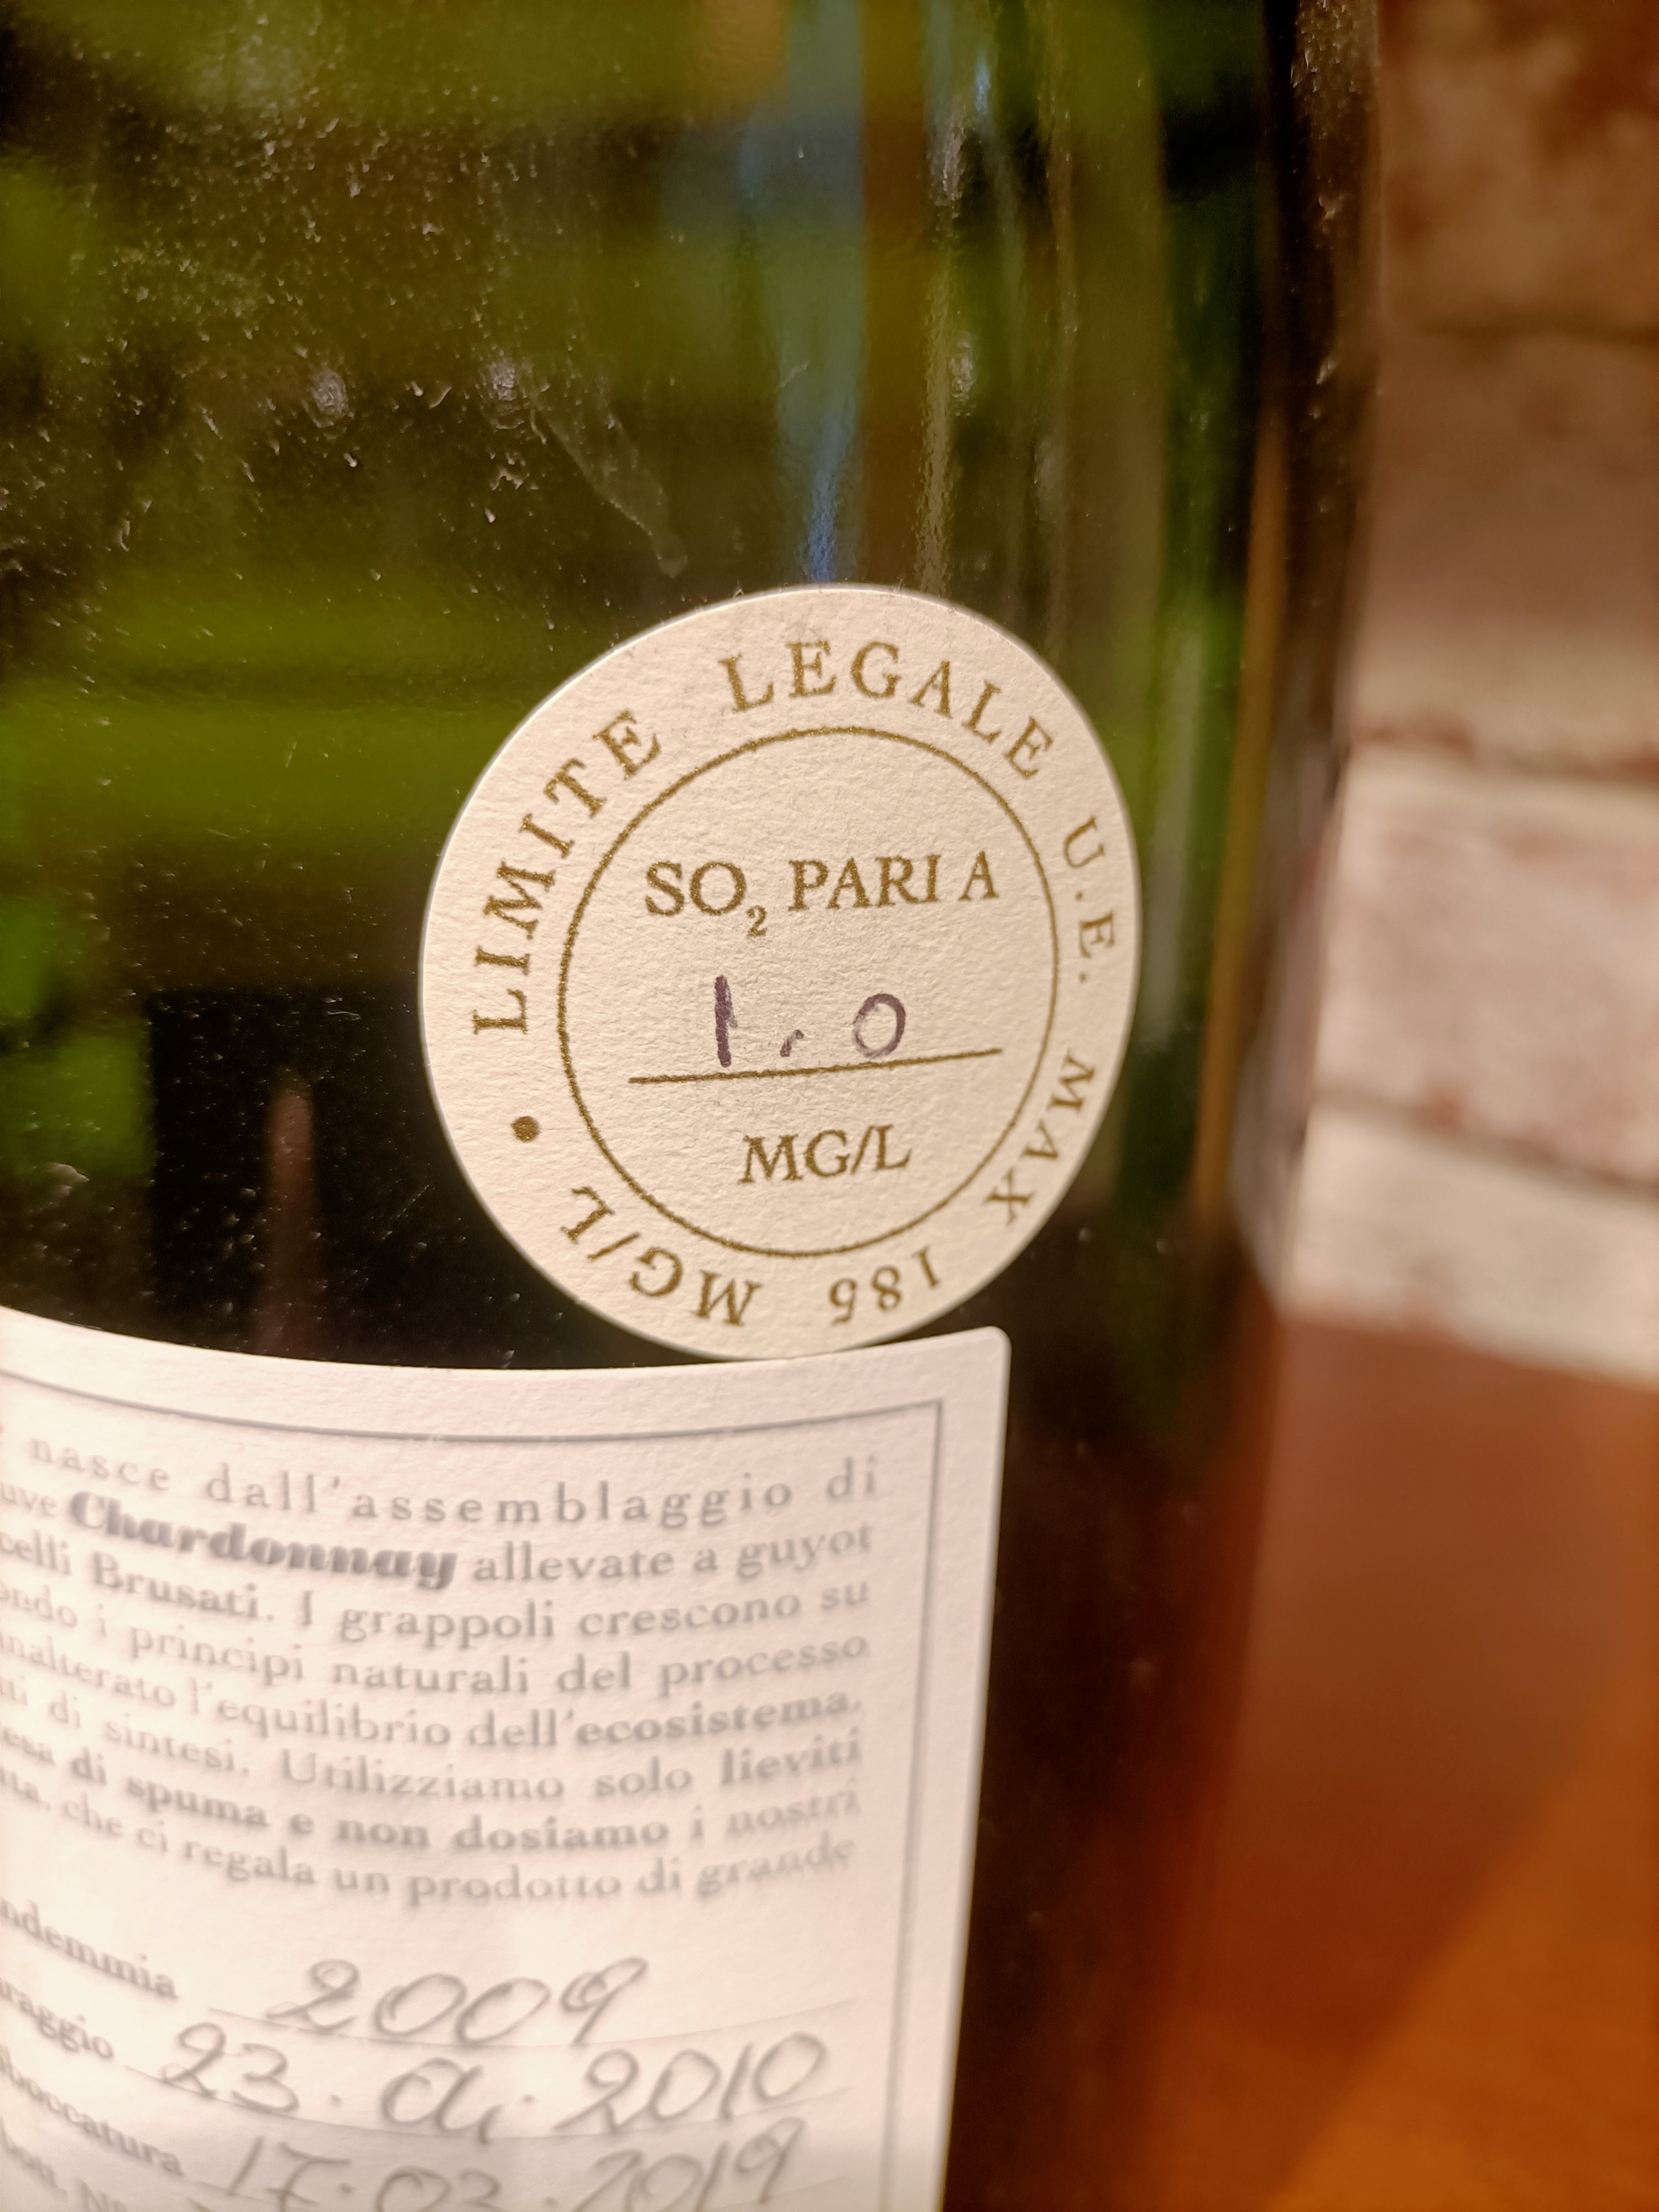 LIMITE LEGALE U.E. MAX 185 MG/L •
SO₂ PARI A
1.0
MG/L
nasce dall'assemblaggio di
uve Chardonnay allevate a guyot
Brusati. I grappoli crescono su
i principi naturali del processo
inalterato l'equilibrio dell'ecosistema.
di sintesi. Utilizziamo solo lieviti
di spuma e non dosiamo i nostri
che ci regala un prodotto di grande
2009
23. 2010
17.03.2019